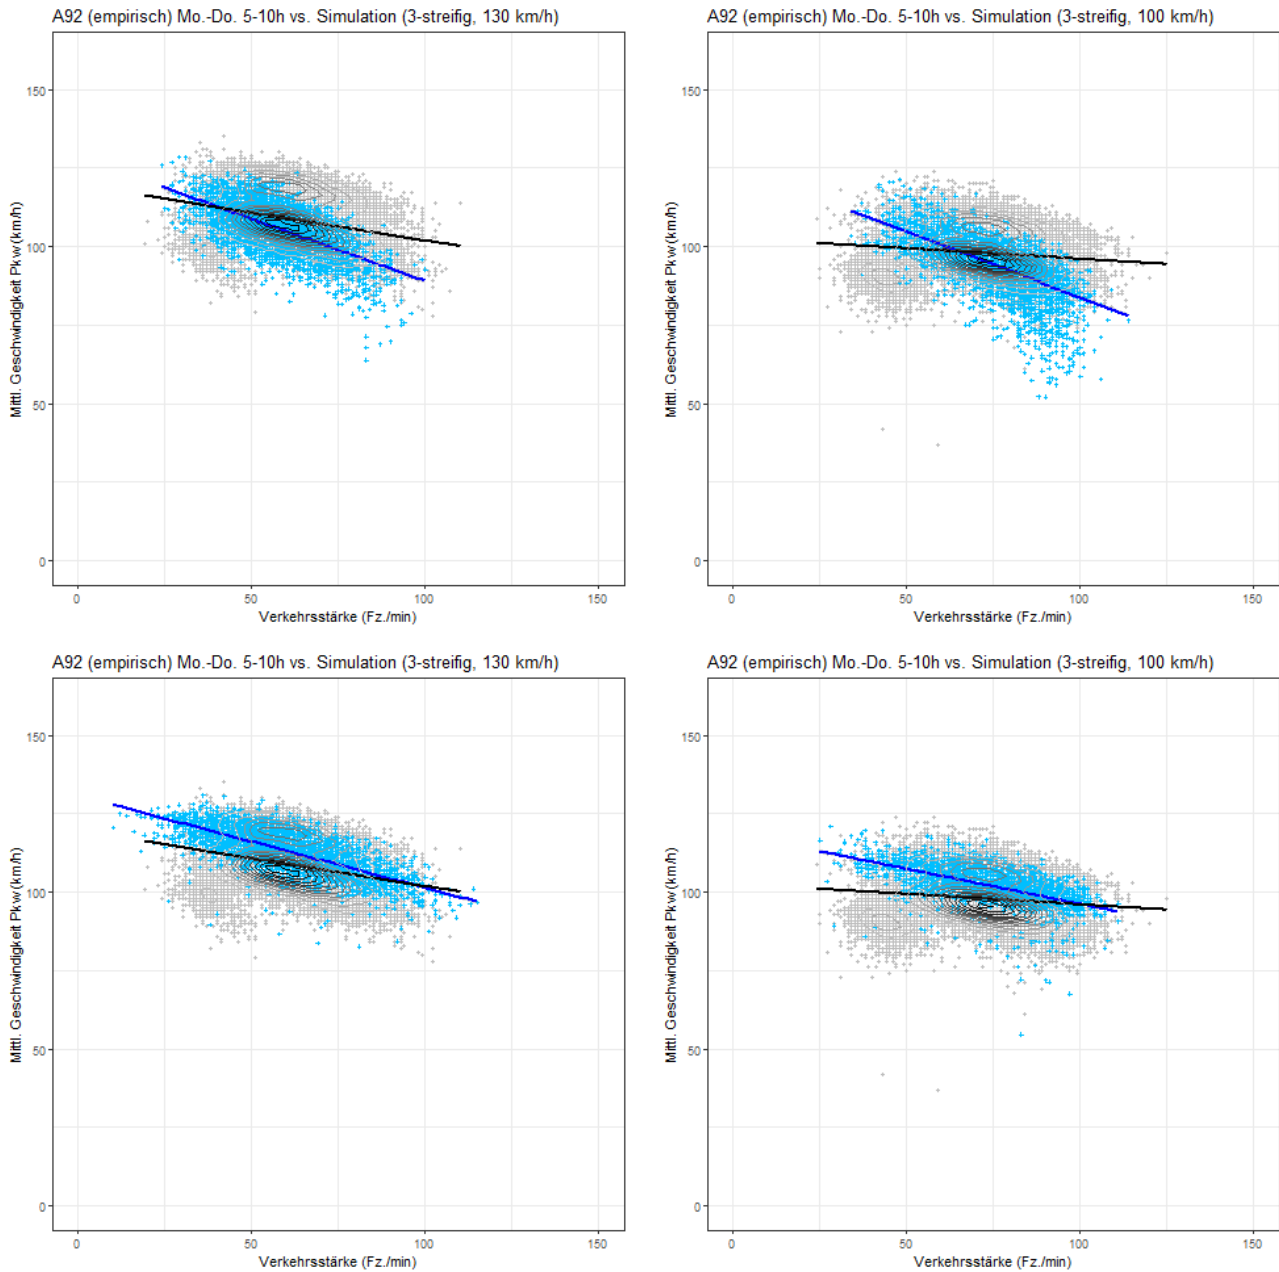 A92 (empirisch) Mo.-Do. 5-10h vs. Simulation (3-streifig, 130 km/h)
Mittl. Geschwindigkeit Pkw(km/h)
150
100
50
0
0 50 100 150
Verkehrsstärke (Fz./min)
A92 (empirisch) Mo.-Do. 5-10h vs. Simulation (3-streifig, 100 km/h)
Mittl. Geschwindigkeit Pkw(km/h)
150
100
50
0
0 50 100 150
Verkehrsstärke (Fz./min)
A92 (empirisch) Mo.-Do. 5-10h vs. Simulation (3-streifig, 130 km/h)
Mittl. Geschwindigkeit Pkw(km/h)
150
100
50
0
0 50 100 150
Verkehrsstärke (Fz./min)
A92 (empirisch) Mo.-Do. 5-10h vs. Simulation (3-streifig, 100 km/h)
Mittl. Geschwindigkeit Pkw(km/h)
150
100
50
0
0 50 100 150
Verkehrsstärke (Fz./min)